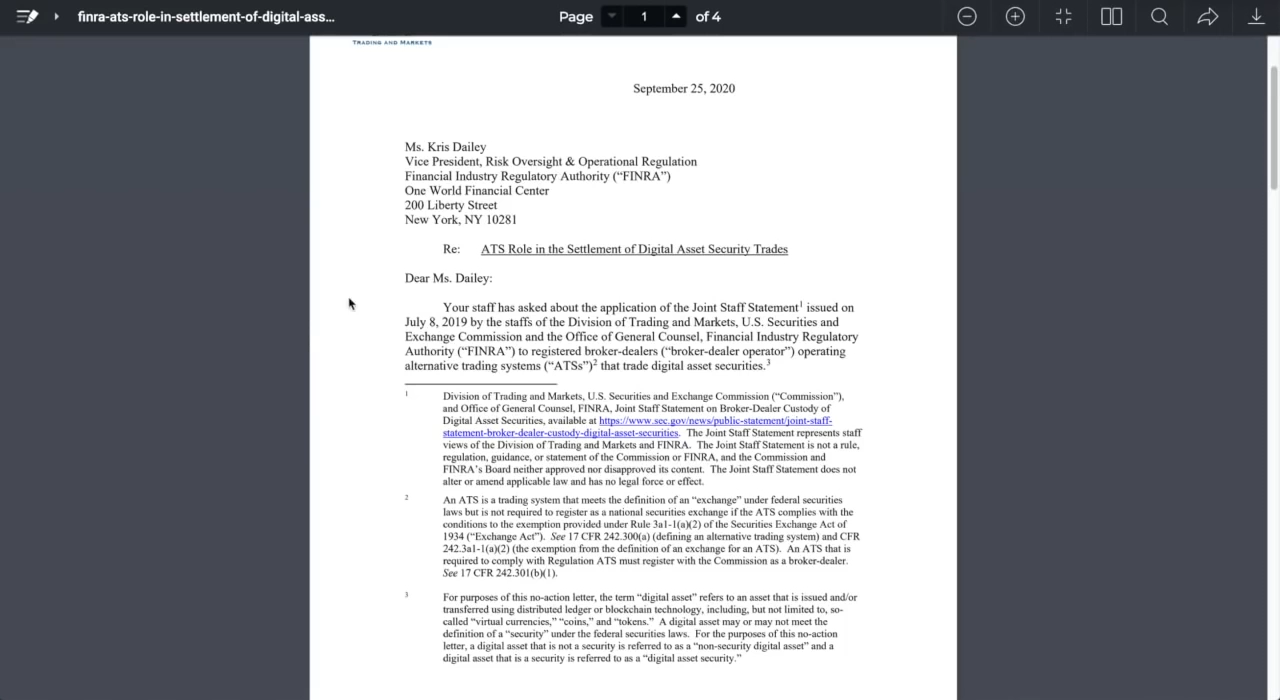 finra-ats-role-in-settlement-of-digital-ass...
Page 1 of 4
TRADING AND MARKETS
September 25, 2020
Ms. Kris Dailey
Vice President, Risk Oversight & Operational Regulation
Financial Industry Regulatory Authority (“FINRA”)
One World Financial Center
200 Liberty Street
New York, NY 10281
Re: ATS Role in the Settlement of Digital Asset Security Trades
Dear Ms. Dailey:
Your staff has asked about the application of the Joint Staff Statement1 issued on
July 8, 2019 by the staffs of the Division of Trading and Markets, U.S. Securities and
Exchange Commission and the Office of General Counsel, Financial Industry Regulatory
Authority (“FINRA”) to registered broker-dealers (“broker-dealer operator”) operating
alternative trading systems (“ATSs”)2 that trade digital asset securities.3
1 Division of Trading and Markets, U.S. Securities and Exchange Commission (“Commission”),
and Office of General Counsel, FINRA, Joint Staff Statement on Broker-Dealer Custody of
Digital Asset Securities, available at https://www.sec.gov/news/public-statement/joint-staff-
statement-broker-dealer-custody-digital-asset-securities. The Joint Staff Statement represents staff
views of the Division of Trading and Markets and FINRA. The Joint Staff Statement is not a rule,
regulation, guidance, or statement of the Commission or FINRA, and the Commission and
FINRA’s Board neither approved nor disapproved its content. The Joint Staff Statement does not
alter or amend applicable law and has no legal force or effect.
2 An ATS is a trading system that meets the definition of an “exchange” under federal securities
laws but is not required to register as a national securities exchange if the ATS complies with the
conditions to the exemption provided under Rule 3a1-1(a)(2) of the Securities Exchange Act of
1934 (“Exchange Act”). See 17 CFR 242.300(a) (defining an alternative trading system) and CFR
242.3a1-1(a)(2) (the exemption from the definition of an exchange for an ATS). An ATS that is
required to comply with Regulation ATS must register with the Commission as a broker-dealer.
See 17 CFR 242.301(b)(1).
3 For purposes of this no-action letter, the term “digital asset” refers to an asset that is issued and/or
transferred using distributed ledger or blockchain technology, including, but not limited to, so-
called “virtual currencies,” “coins,” and “tokens.” A digital asset may or may not meet the
definition of a “security” under the federal securities laws. For the purposes of this no-action
letter, a digital asset that is not a security is referred to as a “non-security digital asset” and a
digital asset that is a security is referred to as a “digital asset security.”